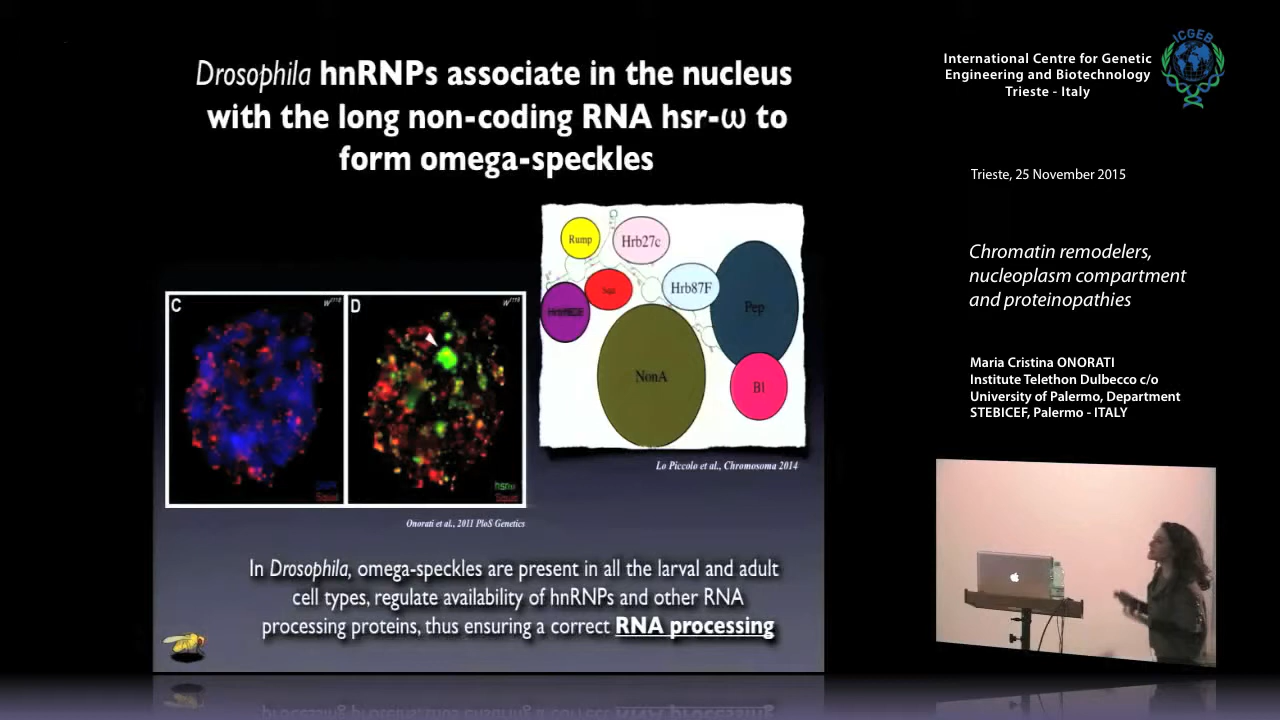 Drosophila hnRNPs associate in the nucleus
with the long non-coding RNA hsr-ω to
form omega-speckles
Rump
Hrb27c
Hrb87F
Pep
NonA
Bl
Lo Piccolo et al., Chromosoma 2014
C
w1118
D
w1118
Squid
hsrω
Squid
Onorati et al., 2011 PloS Genetics
In Drosophila, omega-speckles are present in all the larval and adult
cell types, regulate availability of hnRNPs and other RNA
processing proteins, thus ensuring a correct RNA processing
International Centre for Genetic
Engineering and Biotechnology
Trieste - Italy
ICGEB
Trieste, 25 November 2015
Chromatin remodelers,
nucleoplasm compartment
and proteinopathies
Maria Cristina ONORATI
Institute Telethon Dulbecco c/o
University of Palermo, Department
STEBICEF, Palermo - ITALY